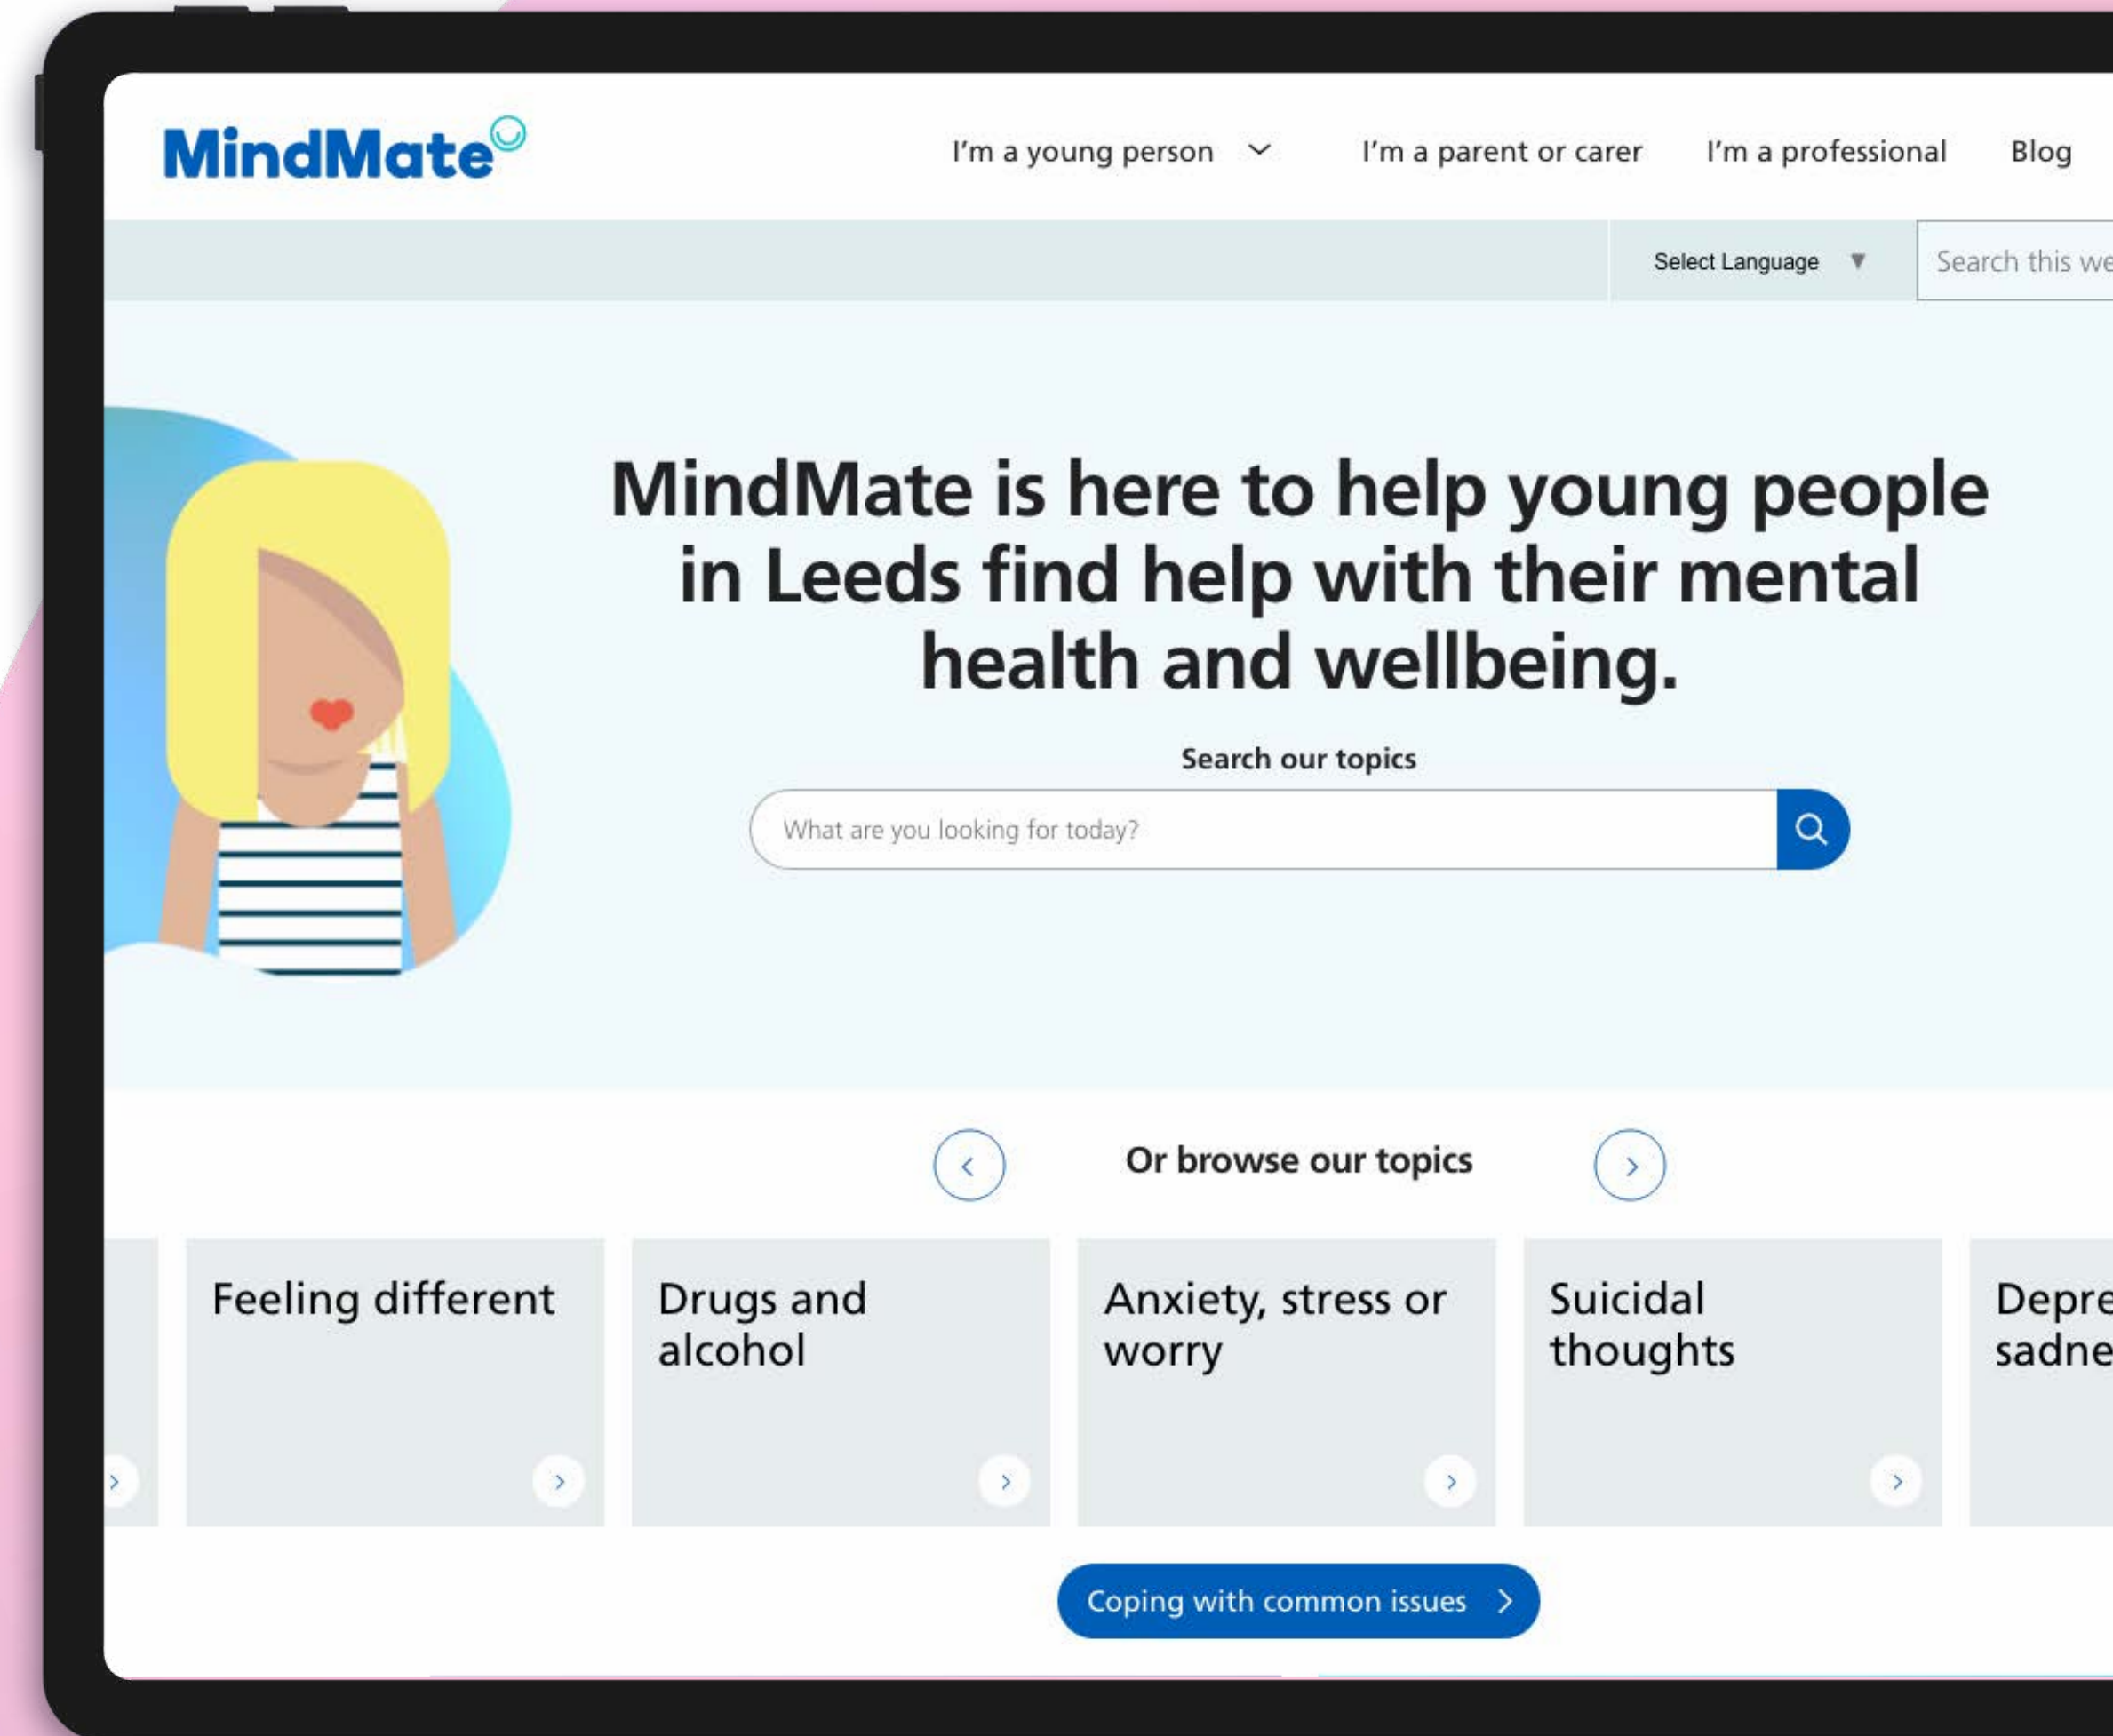 MindMate
I'm a young person
I'm a parent or carer
I'm a professional
Blog
Select Language
Search this
MindMate is here to help young people
in Leeds find help with their mental
health and wellbeing.
Search our topics
What are you looking for today?
Or browse our topics
Feeling different
Drugs and
alcohol
Anxiety, stress or
worry
Suicidal
thoughts
Coping with common issues